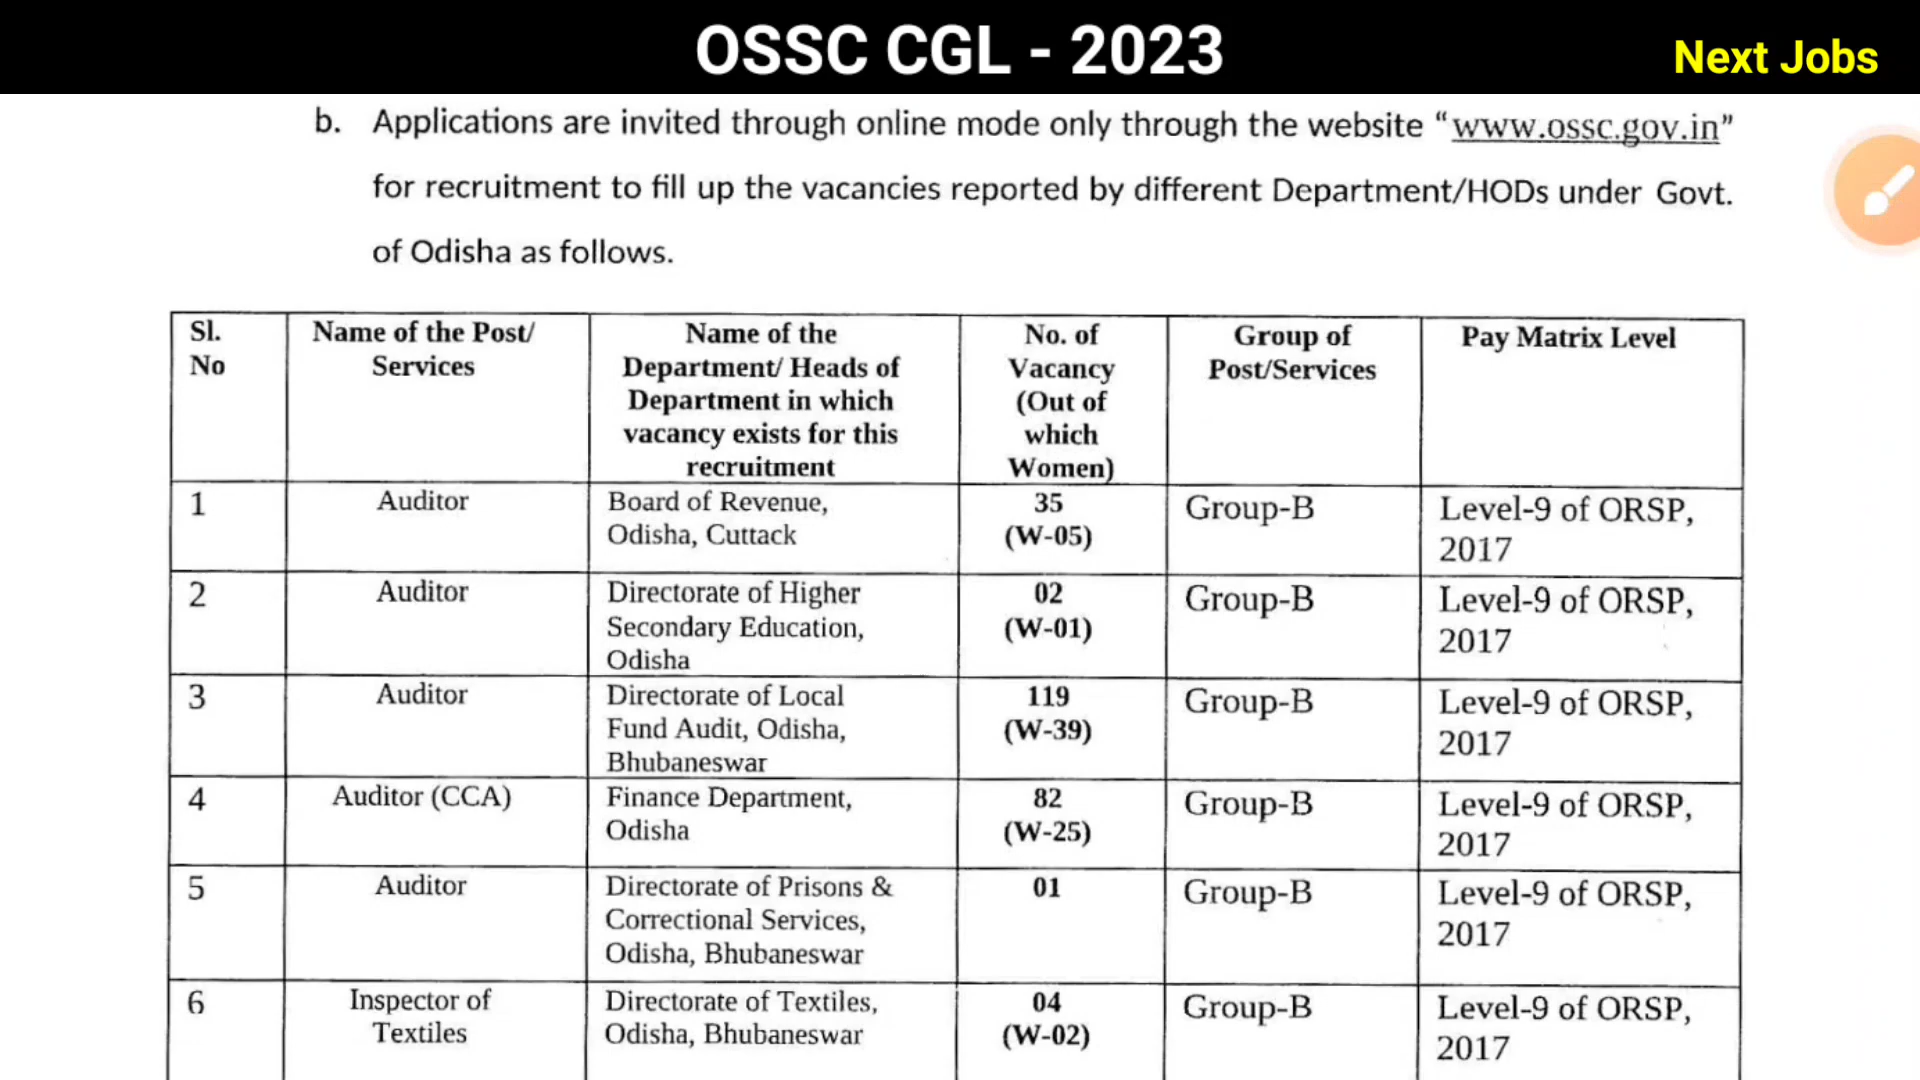 OSSC CGL - 2023
Next Jobs
b. Applications are invited through online mode only through the website “www.ossc.gov.in”
for recruitment to fill up the vacancies reported by different Department/HODs under Govt.
of Odisha as follows.
Sl.
No
Name of the Post/
Services
Name of the
Department/ Heads of
Department in which
vacancy exists for this
recruitment
No. of
Vacancy
(Out of
which
Women)
Group of
Post/Services
Pay Matrix Level
1
Auditor
Board of Revenue,
Odisha, Cuttack
35
(W-05)
Group-B
Level-9 of ORSP,
2017
2
Auditor
Directorate of Higher
Secondary Education,
Odisha
02
(W-01)
Group-B
Level-9 of ORSP,
2017
3
Auditor
Directorate of Local
Fund Audit, Odisha,
Bhubaneswar
119
(W-39)
Group-B
Level-9 of ORSP,
2017
4
Auditor (CCA)
Finance Department,
Odisha
82
(W-25)
Group-B
Level-9 of ORSP,
2017
5
Auditor
Directorate of Prisons &
Correctional Services,
Odisha, Bhubaneswar
01
Group-B
Level-9 of ORSP,
2017
6
Inspector of
Textiles
Directorate of Textiles,
Odisha, Bhubaneswar
04
(W-02)
Group-B
Level-9 of ORSP,
2017